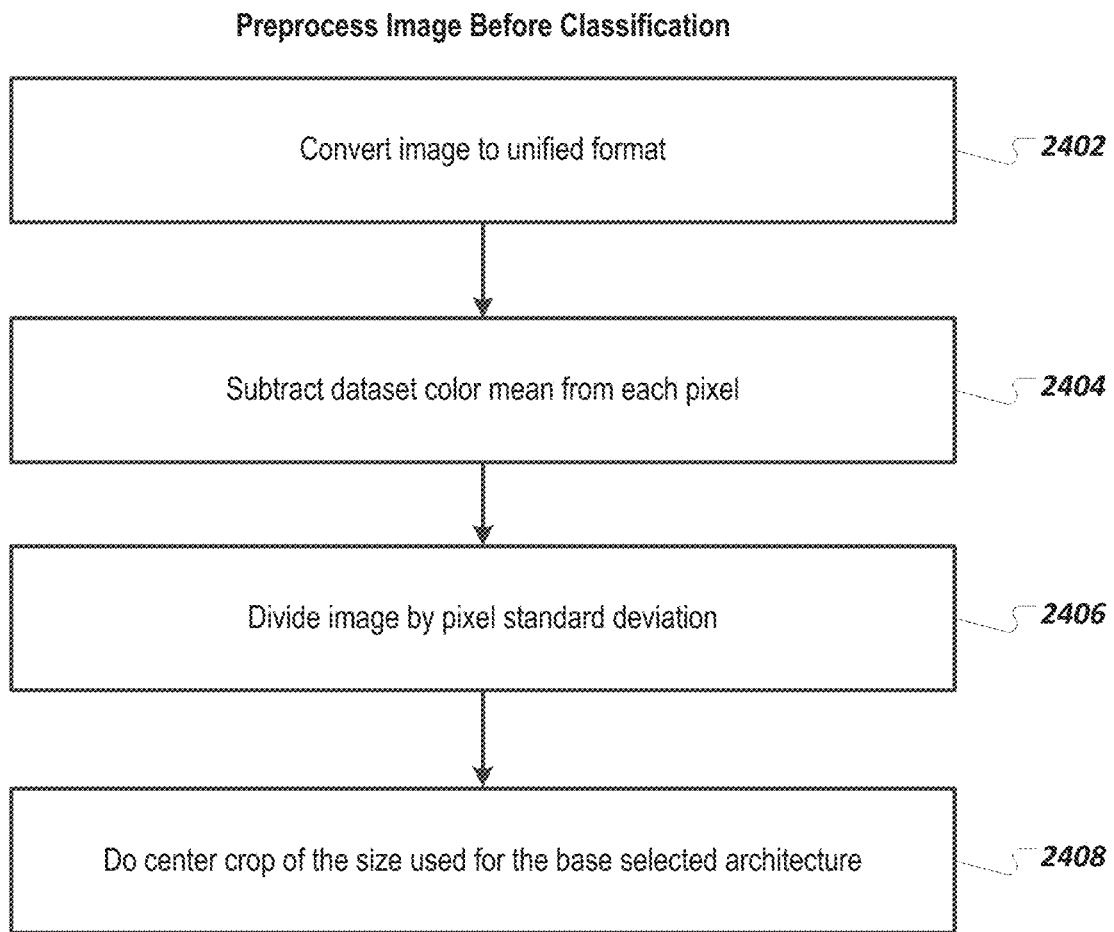 Preprocess Image Before Classification
Convert image to unified format
2402
Subtract dataset color mean from each pixel
2404
Divide image by pixel standard deviation
2406
Do center crop of the size used for the base selected architecture
2408